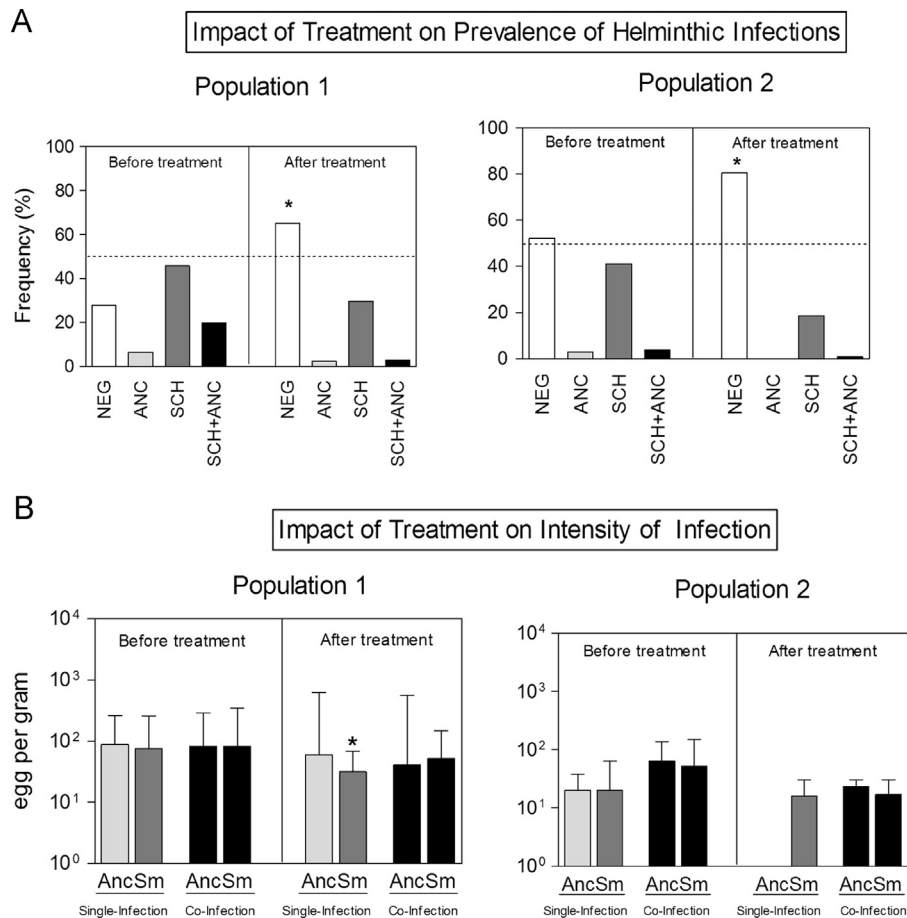 A
Impact of Treatment on Prevalence of Helminthic Infections
Population 1
Population 2
Frequency (%)
100
80
60
40
20
0
Before treatment
After treatment
*
NEG
ANC
SCH
SCH+ANC
NEG
ANC
SCH
SCH+ANC
100
80
60
40
20
0
Before treatment
After treatment
*
NEG
ANC
SCH
SCH+ANC
NEG
ANC
SCH
SCH+ANC
B
Impact of Treatment on Intensity of Infection
Population 1
Population 2
egg per gram
10⁴
10³
10²
10¹
10⁰
Before treatment
After treatment
*
AncSm AncSm AncSm AncSm
Single-Infection Co-Infection Single-Infection Co-Infection
10⁴
10³
10²
10¹
10⁰
Before treatment
After treatment
AncSm AncSm AncSm AncSm
Single-Infection Co-Infection Single-Infection Co-Infection